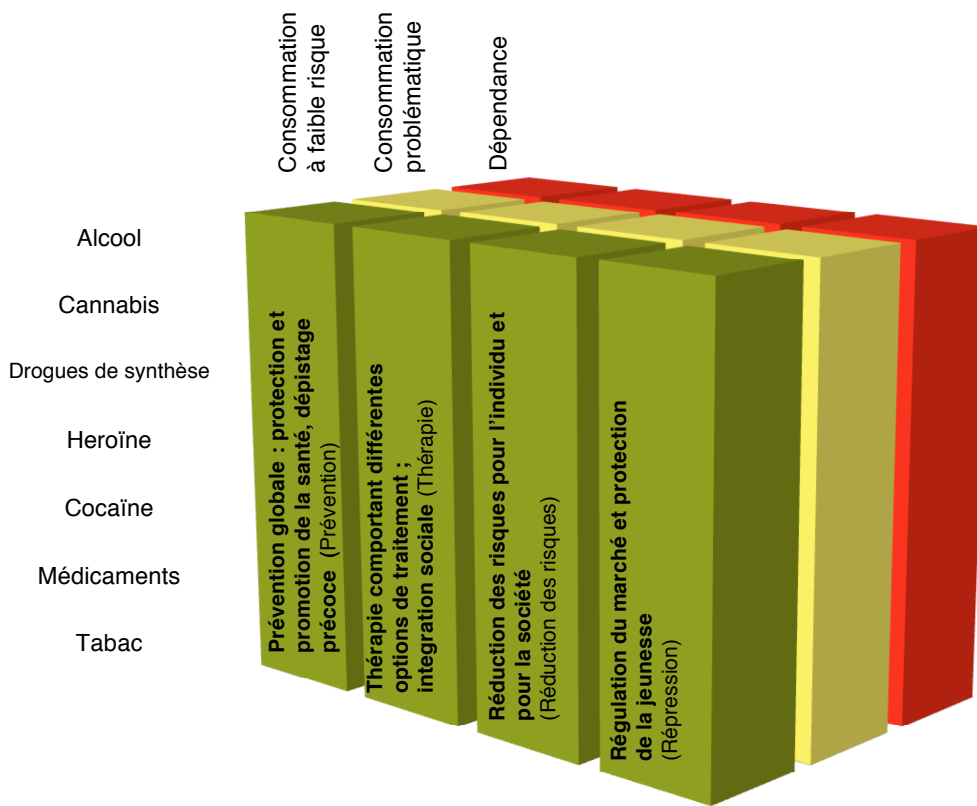 Consommation
à faible risque
Consommation
problématique
Dépendance
Alcool
Cannabis
Drogues de synthèse
Heroïne
Cocaïne
Médicaments
Tabac
Prévention globale : protection et
promotion de la santé, dépistage
précoce (Prévention)
Thérapie comportant différentes
options de traitement ;
integration sociale (Thérapie)
Réduction des risques pour l'individu et
pour la société
(Réduction des risques)
Régulation du marché et protection
de la jeunesse
(Répression)